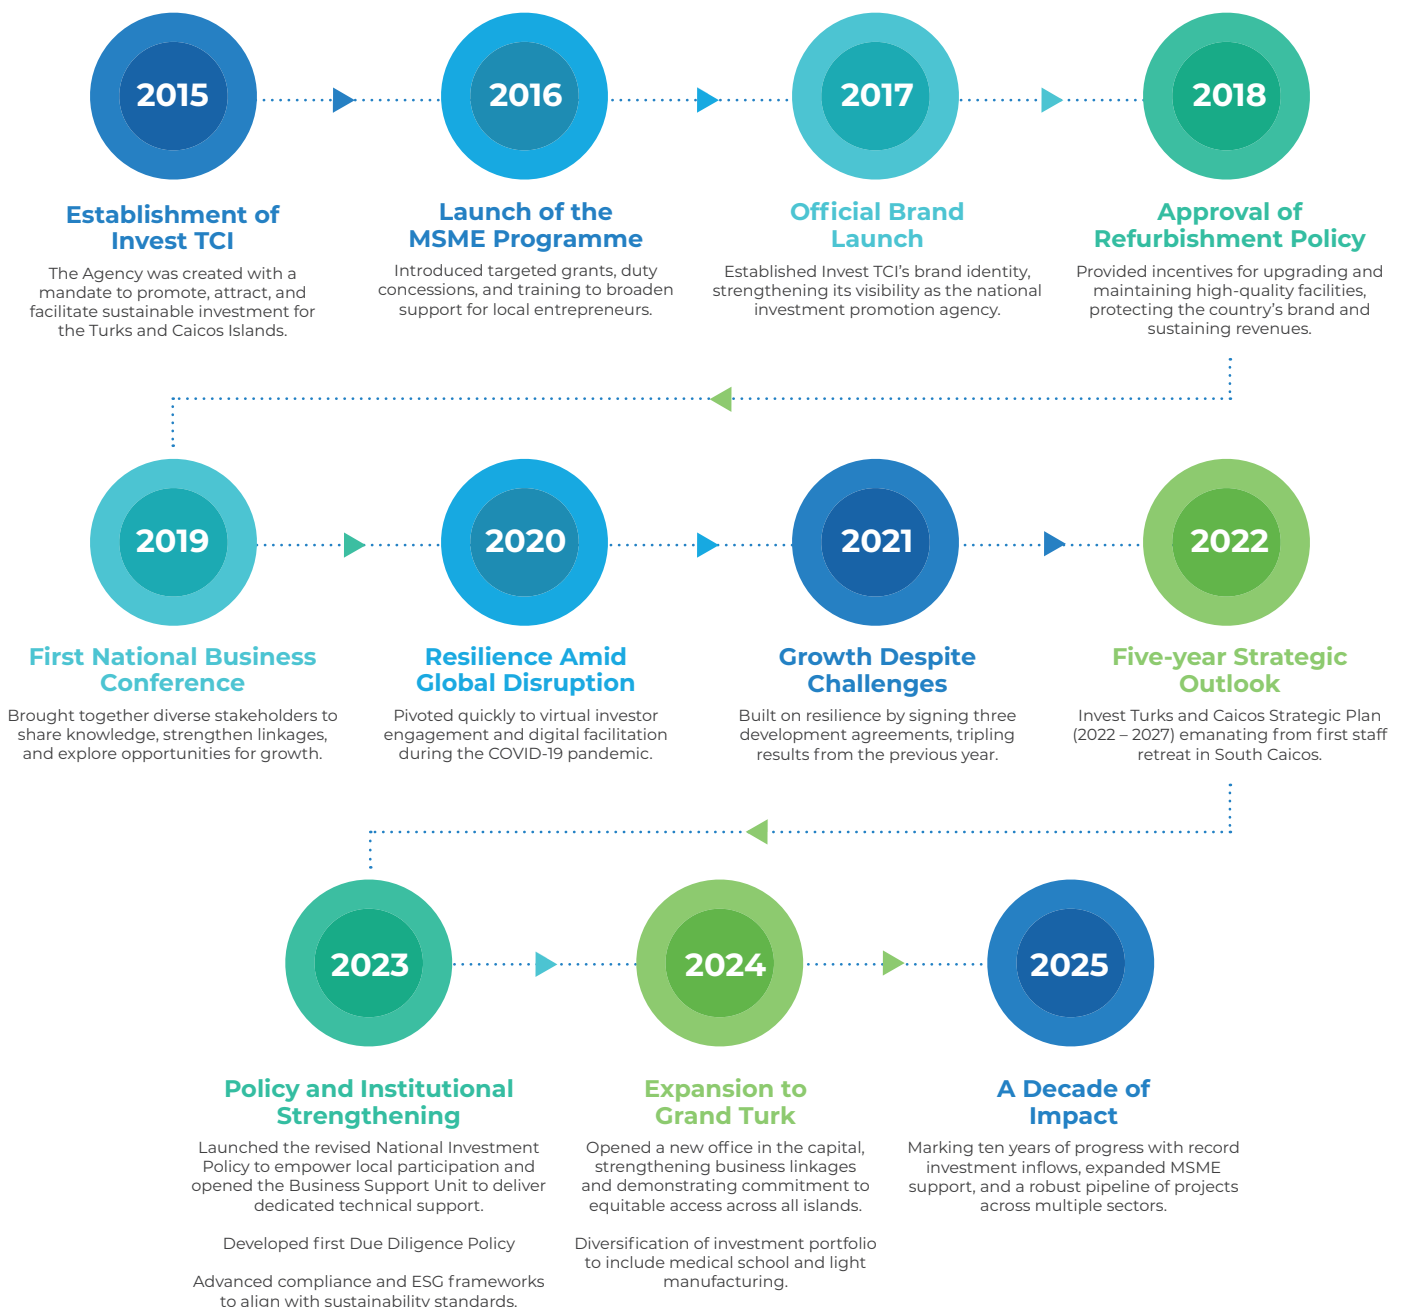 2015
Establishment of
Invest TCI
The Agency was created with a
mandate to promote, attract, and
facilitate sustainable investment for
the Turks and Caicos Islands.
2016
Launch of the
MSME Programme
Introduced targeted grants, duty
concessions, and training to broaden
support for local entrepreneurs.
2017
Official Brand
Launch
Established Invest TCI’s brand identity,
strengthening its visibility as the national
investment promotion agency.
2018
Approval of
Refurbishment Policy
Provided incentives for upgrading and
maintaining high-quality facilities,
protecting the country’s brand and
sustaining revenues.
2019
First National Business
Conference
Brought together diverse stakeholders to
share knowledge, strengthen linkages,
and explore opportunities for growth.
2020
Resilience Amid
Global Disruption
Pivoted quickly to virtual investor
engagement and digital facilitation
during the COVID-19 pandemic.
2021
Growth Despite
Challenges
Built on resilience by signing three
development agreements, tripling
results from the previous year.
2022
Five-year Strategic
Outlook
Invest Turks and Caicos Strategic Plan
(2022 – 2027) emanating from first staff
retreat in South Caicos.
2023
Policy and Institutional
Strengthening
Launched the revised National Investment
Policy to empower local participation and
opened the Business Support Unit to deliver
dedicated technical support.
Developed first Due Diligence Policy
Advanced compliance and ESG frameworks
to align with sustainability standards.
2024
Expansion to
Grand Turk
Opened a new office in the capital,
strengthening business linkages
and demonstrating commitment to
equitable access across all islands.
Diversification of investment portfolio
to include medical school and light
manufacturing.
2025
A Decade of
Impact
Marking ten years of progress with record
investment inflows, expanded MSME
support, and a robust pipeline of projects
across multiple sectors.